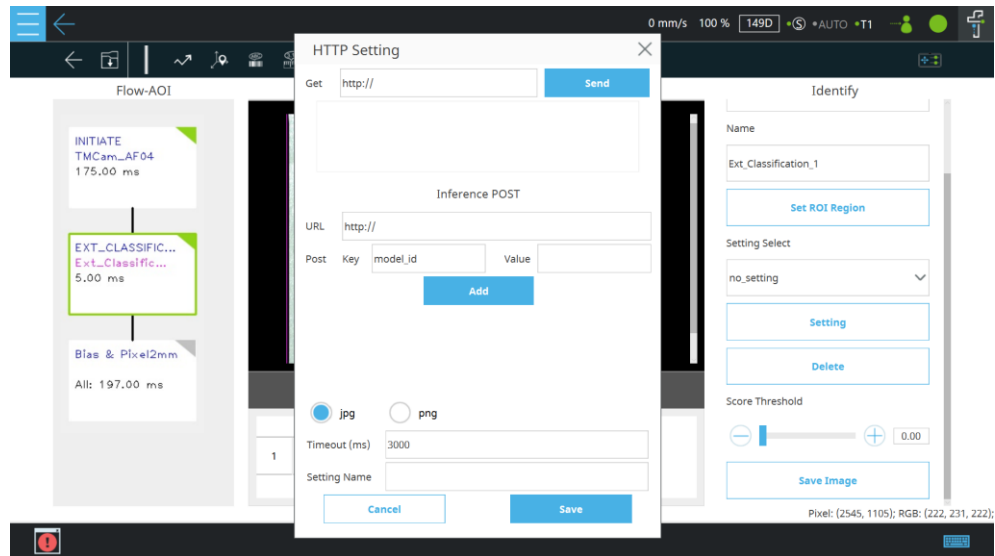 0 mm/s 100 % 149D •Ⓢ •AUTO •T1
HTTP Setting
Get http:// Send
Inference POST
URL http://
Post Key model_id Value
Add
jpg png
Timeout (ms) 3000
Setting Name
Cancel Save
Flow-AOI
INITIATE
TMCam_AF04
175.00 ms
EXT_CLASSIFIC...
Ext_Classific...
5.00 ms
Bias & Pixel2mm
All: 197.00 ms
1
Identify
Name
Ext_Classification_1
Set ROI Region
Setting Select
no_setting
Setting
Delete
Score Threshold
0.00
Save Image
Pixel: (2545, 1105); RGB: (222, 231, 222);